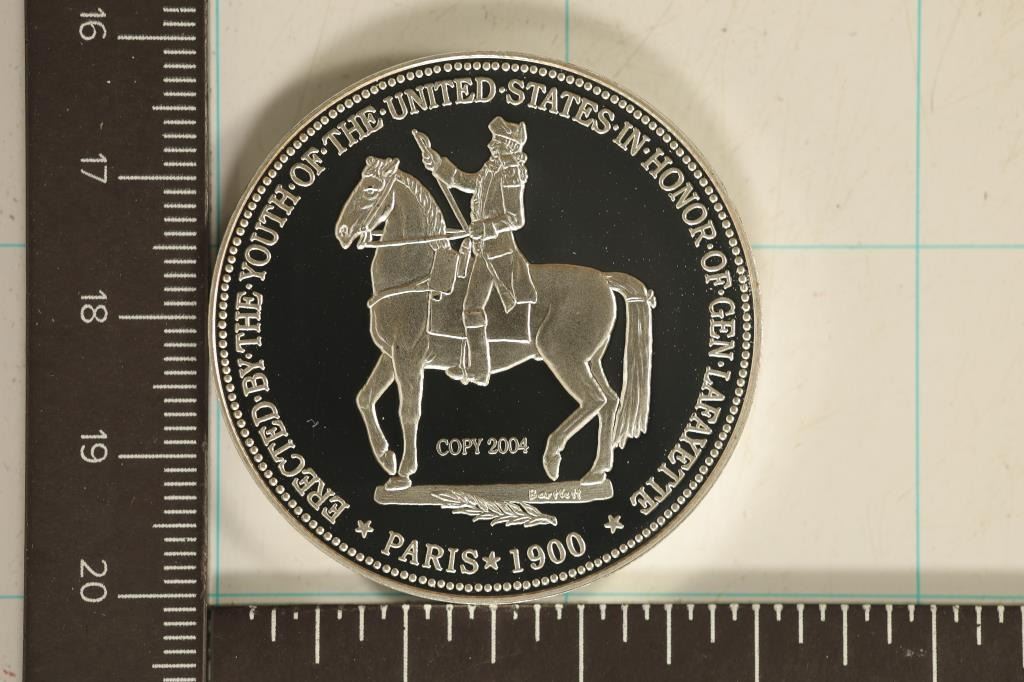 16
17
18
19
20
ERECTED·BY·THE·YOUTH·OF·THE·UNITED·STATES·IN·HONOR·OF·GEN·LAFAYETTE
COPY 2004
Bartlett
★ PARIS★1900 ★